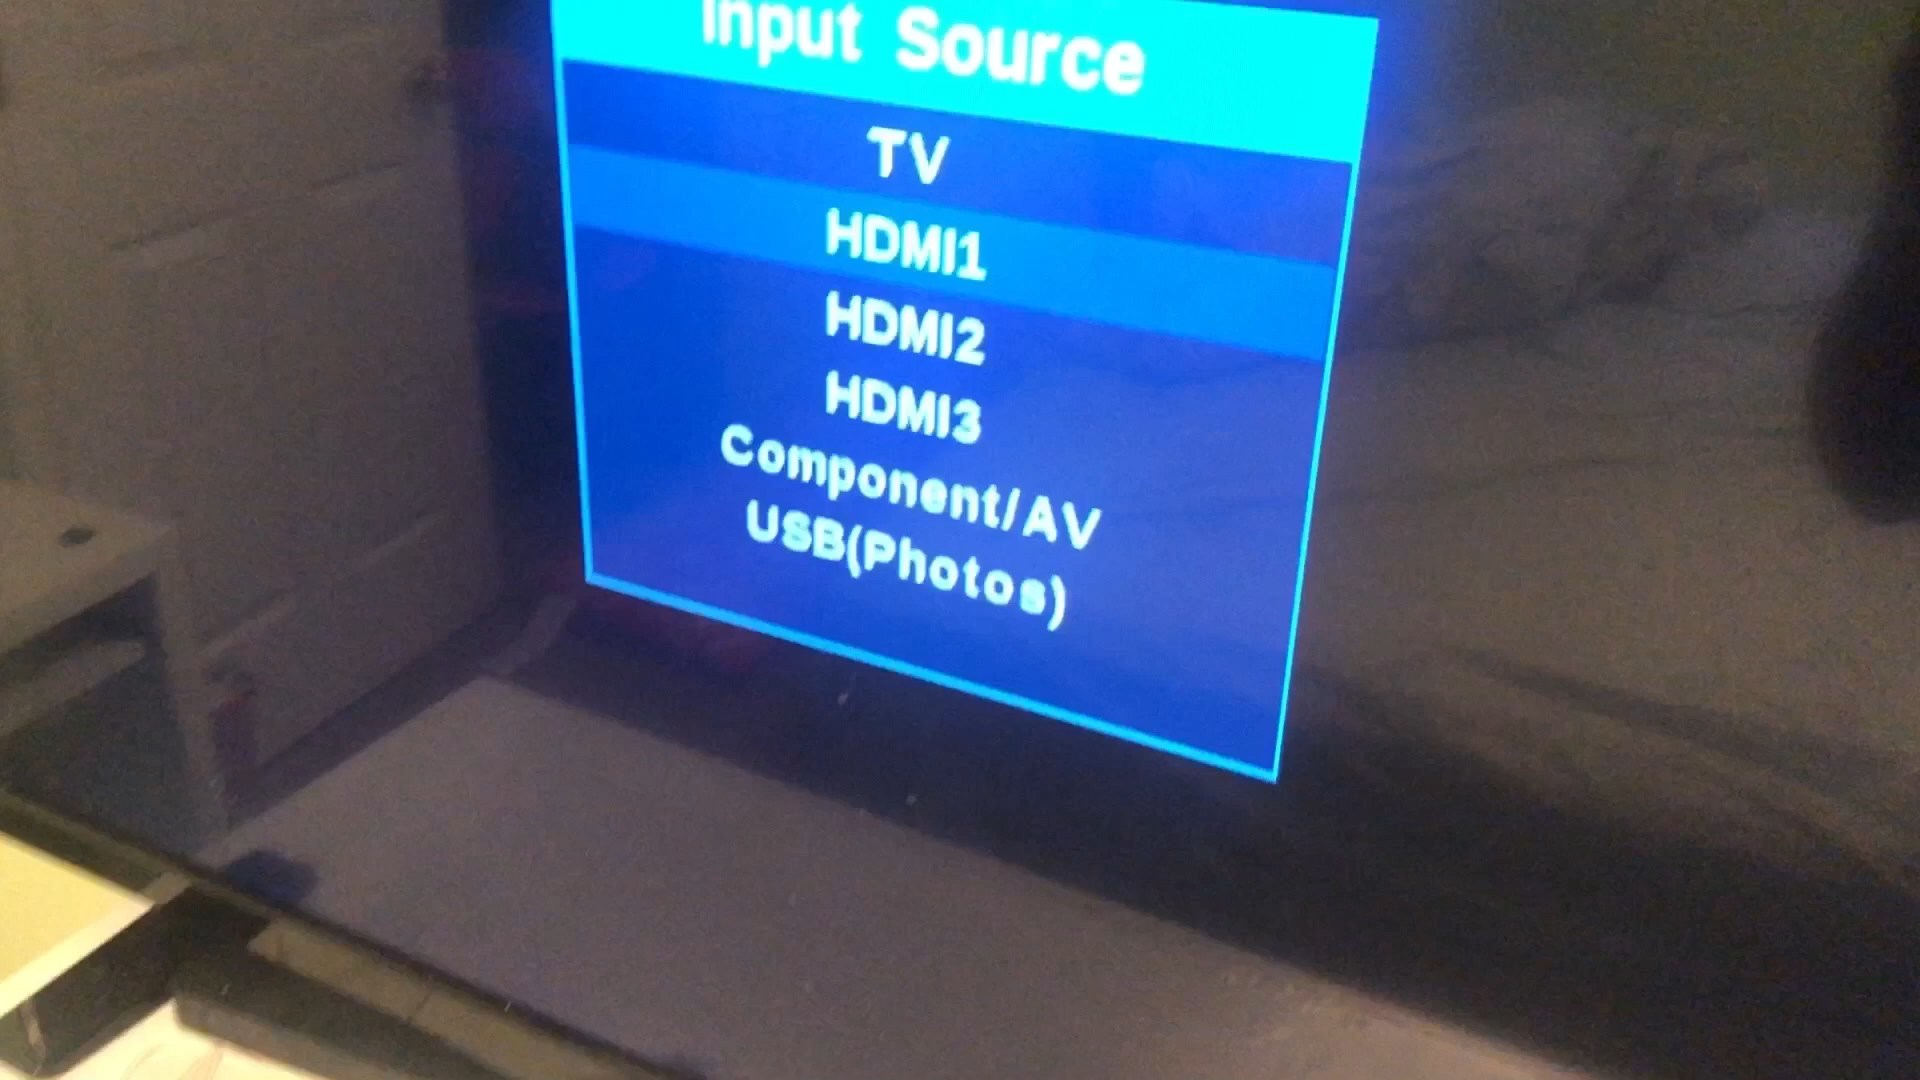 Input Source
TV
HDMI1
HDMI2
HDMI3
Component/AV
USB(Photos)